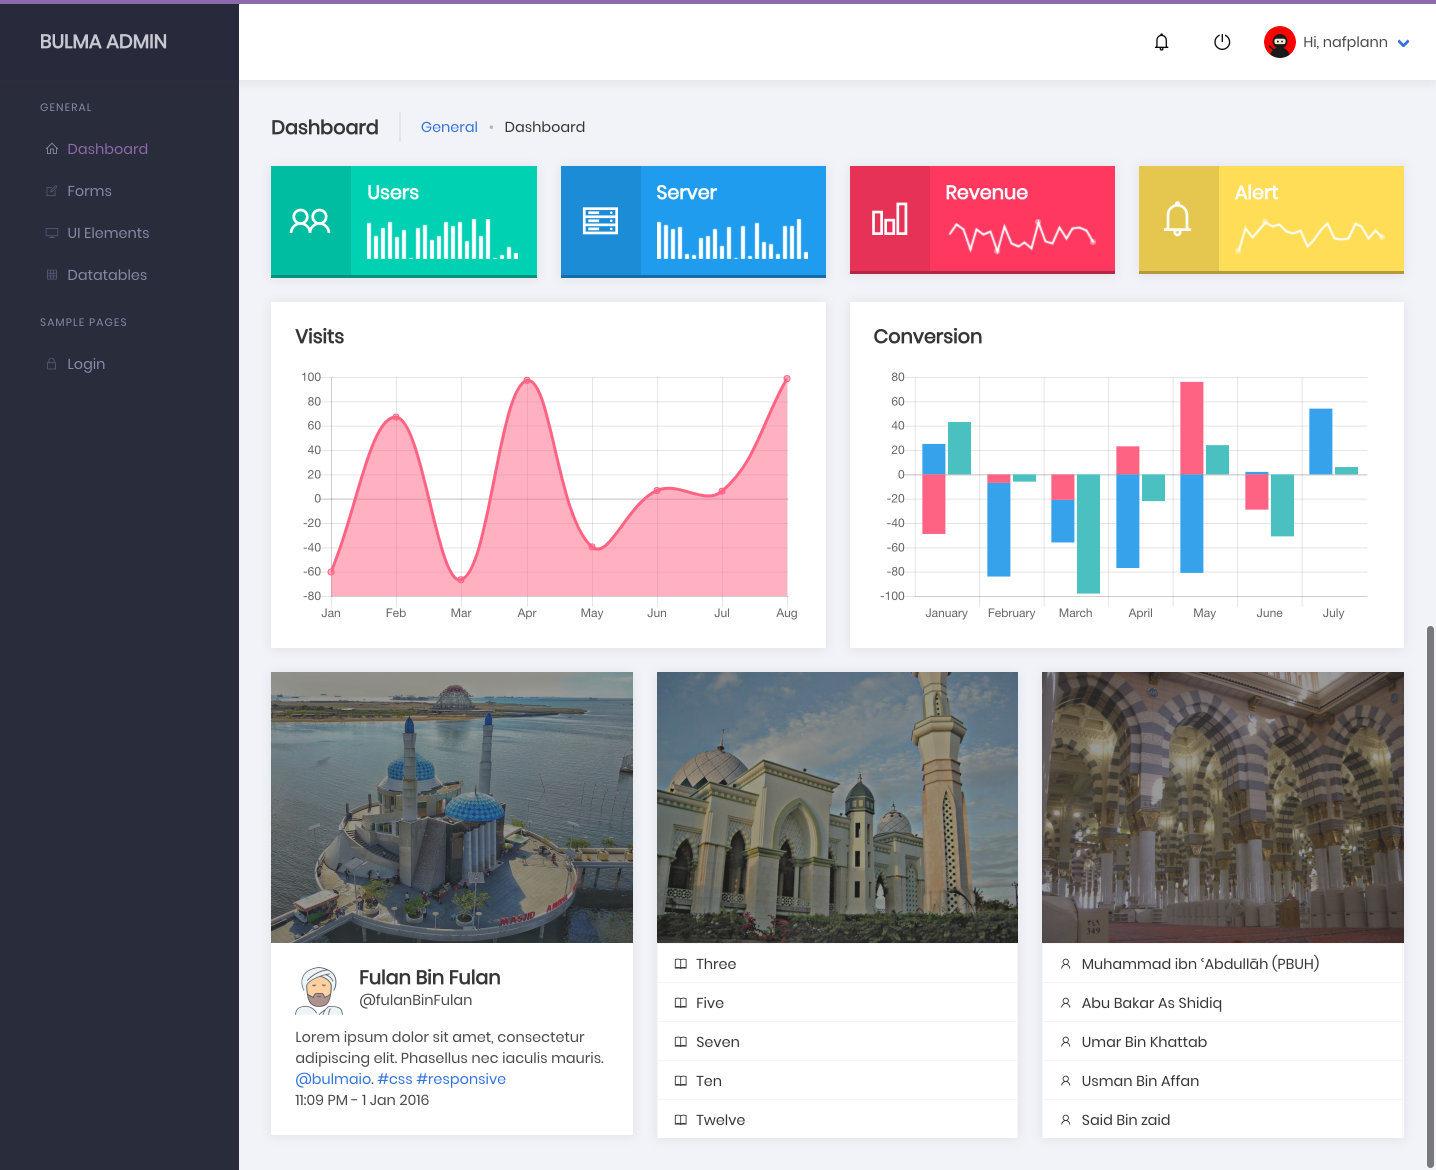 BULMA ADMIN
Hi, nafplann
GENERAL
Dashboard
Forms
UI Elements
Datatables
SAMPLE PAGES
Login
Dashboard
General • Dashboard
Users
Server
Revenue
Alert
Visits
100
80
60
40
20
0
-20
-40
-60
-80
Jan Feb Mar Apr May Jun Jul Aug
Conversion
80
60
40
20
0
-20
-40
-60
-80
-100
January February March April May June July
MASJID AMIRUL
349
Fulan Bin Fulan
@fulanBinFulan
Lorem ipsum dolor sit amet, consectetur
adipiscing elit. Phasellus nec iaculis mauris.
@bulmaio. #css #responsive
11:09 PM - 1 Jan 2016
Three
Five
Seven
Ten
Twelve
Muhammad ibn ʿAbdullāh (PBUH)
Abu Bakar As Shidiq
Umar Bin Khattab
Usman Bin Affan
Said Bin zaid